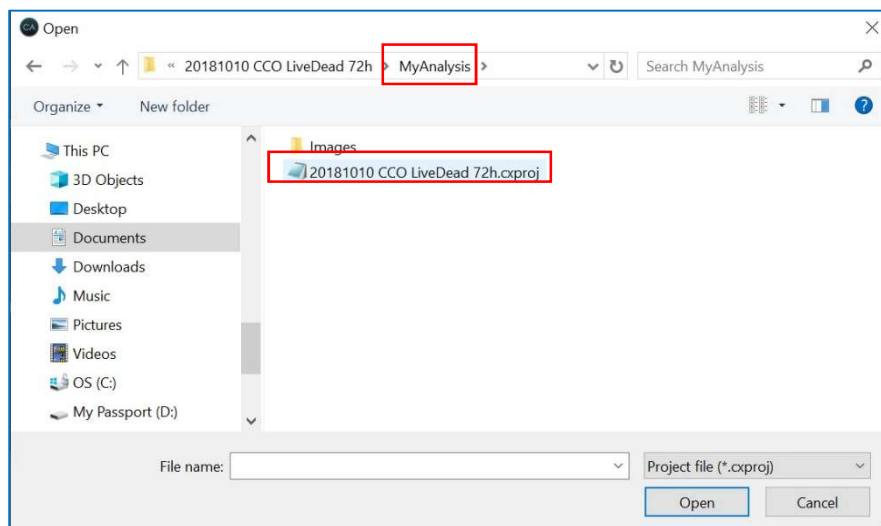 CA Open
« 20181010 CCO LiveDead 72h > MyAnalysis > Search MyAnalysis
Organize New folder ?
This PC
Images
3D Objects
20181010 CCO LiveDead 72h.cxproj
Desktop
Documents
Downloads
Music
Pictures
Videos
OS (C:)
My Passport (D:)
File name: Project file (*.cxproj)
Open Cancel